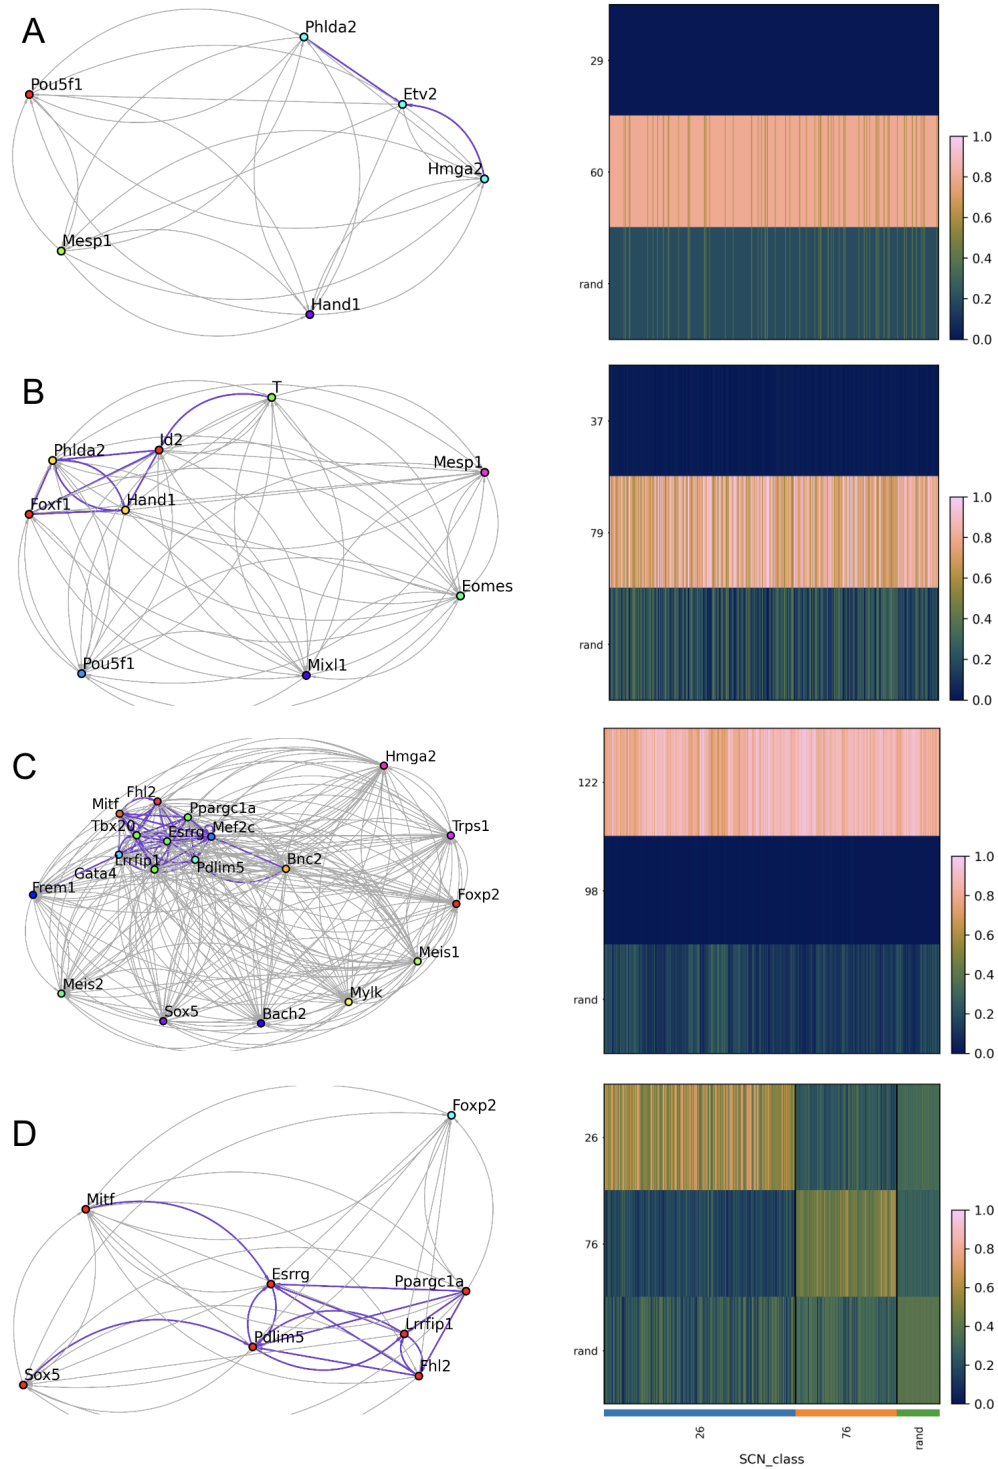 A
Phlda2
Pou5f1
Etv2
Hmga2
Mesp1
Hand1
29
60
rand
1.0
0.8
0.6
0.4
0.2
0.0
B
T
Id2
Phlda2
Mesp1
Foxf1
Hand1
Eomes
Pou5f1
Mixl1
37
79
rand
1.0
0.8
0.6
0.4
0.2
0.0
C
Hmga2
Fhl2
Mitf
Ppargc1a
Tbx20
Esrrg
Mef2c
Trps1
Lrrfip1
Bnc2
Gata4
Pdlim5
Frem1
Foxp2
Meis1
Meis2
Mylk
Sox5
Bach2
122
98
rand
1.0
0.8
0.6
0.4
0.2
0.0
D
Foxp2
Mitf
Esrrg
Ppargc1a
Lrrfip1
Pdlim5
Fhl2
Sox5
26
76
rand
1.0
0.8
0.6
0.4
0.2
0.0
26
76
rand
SCN_class